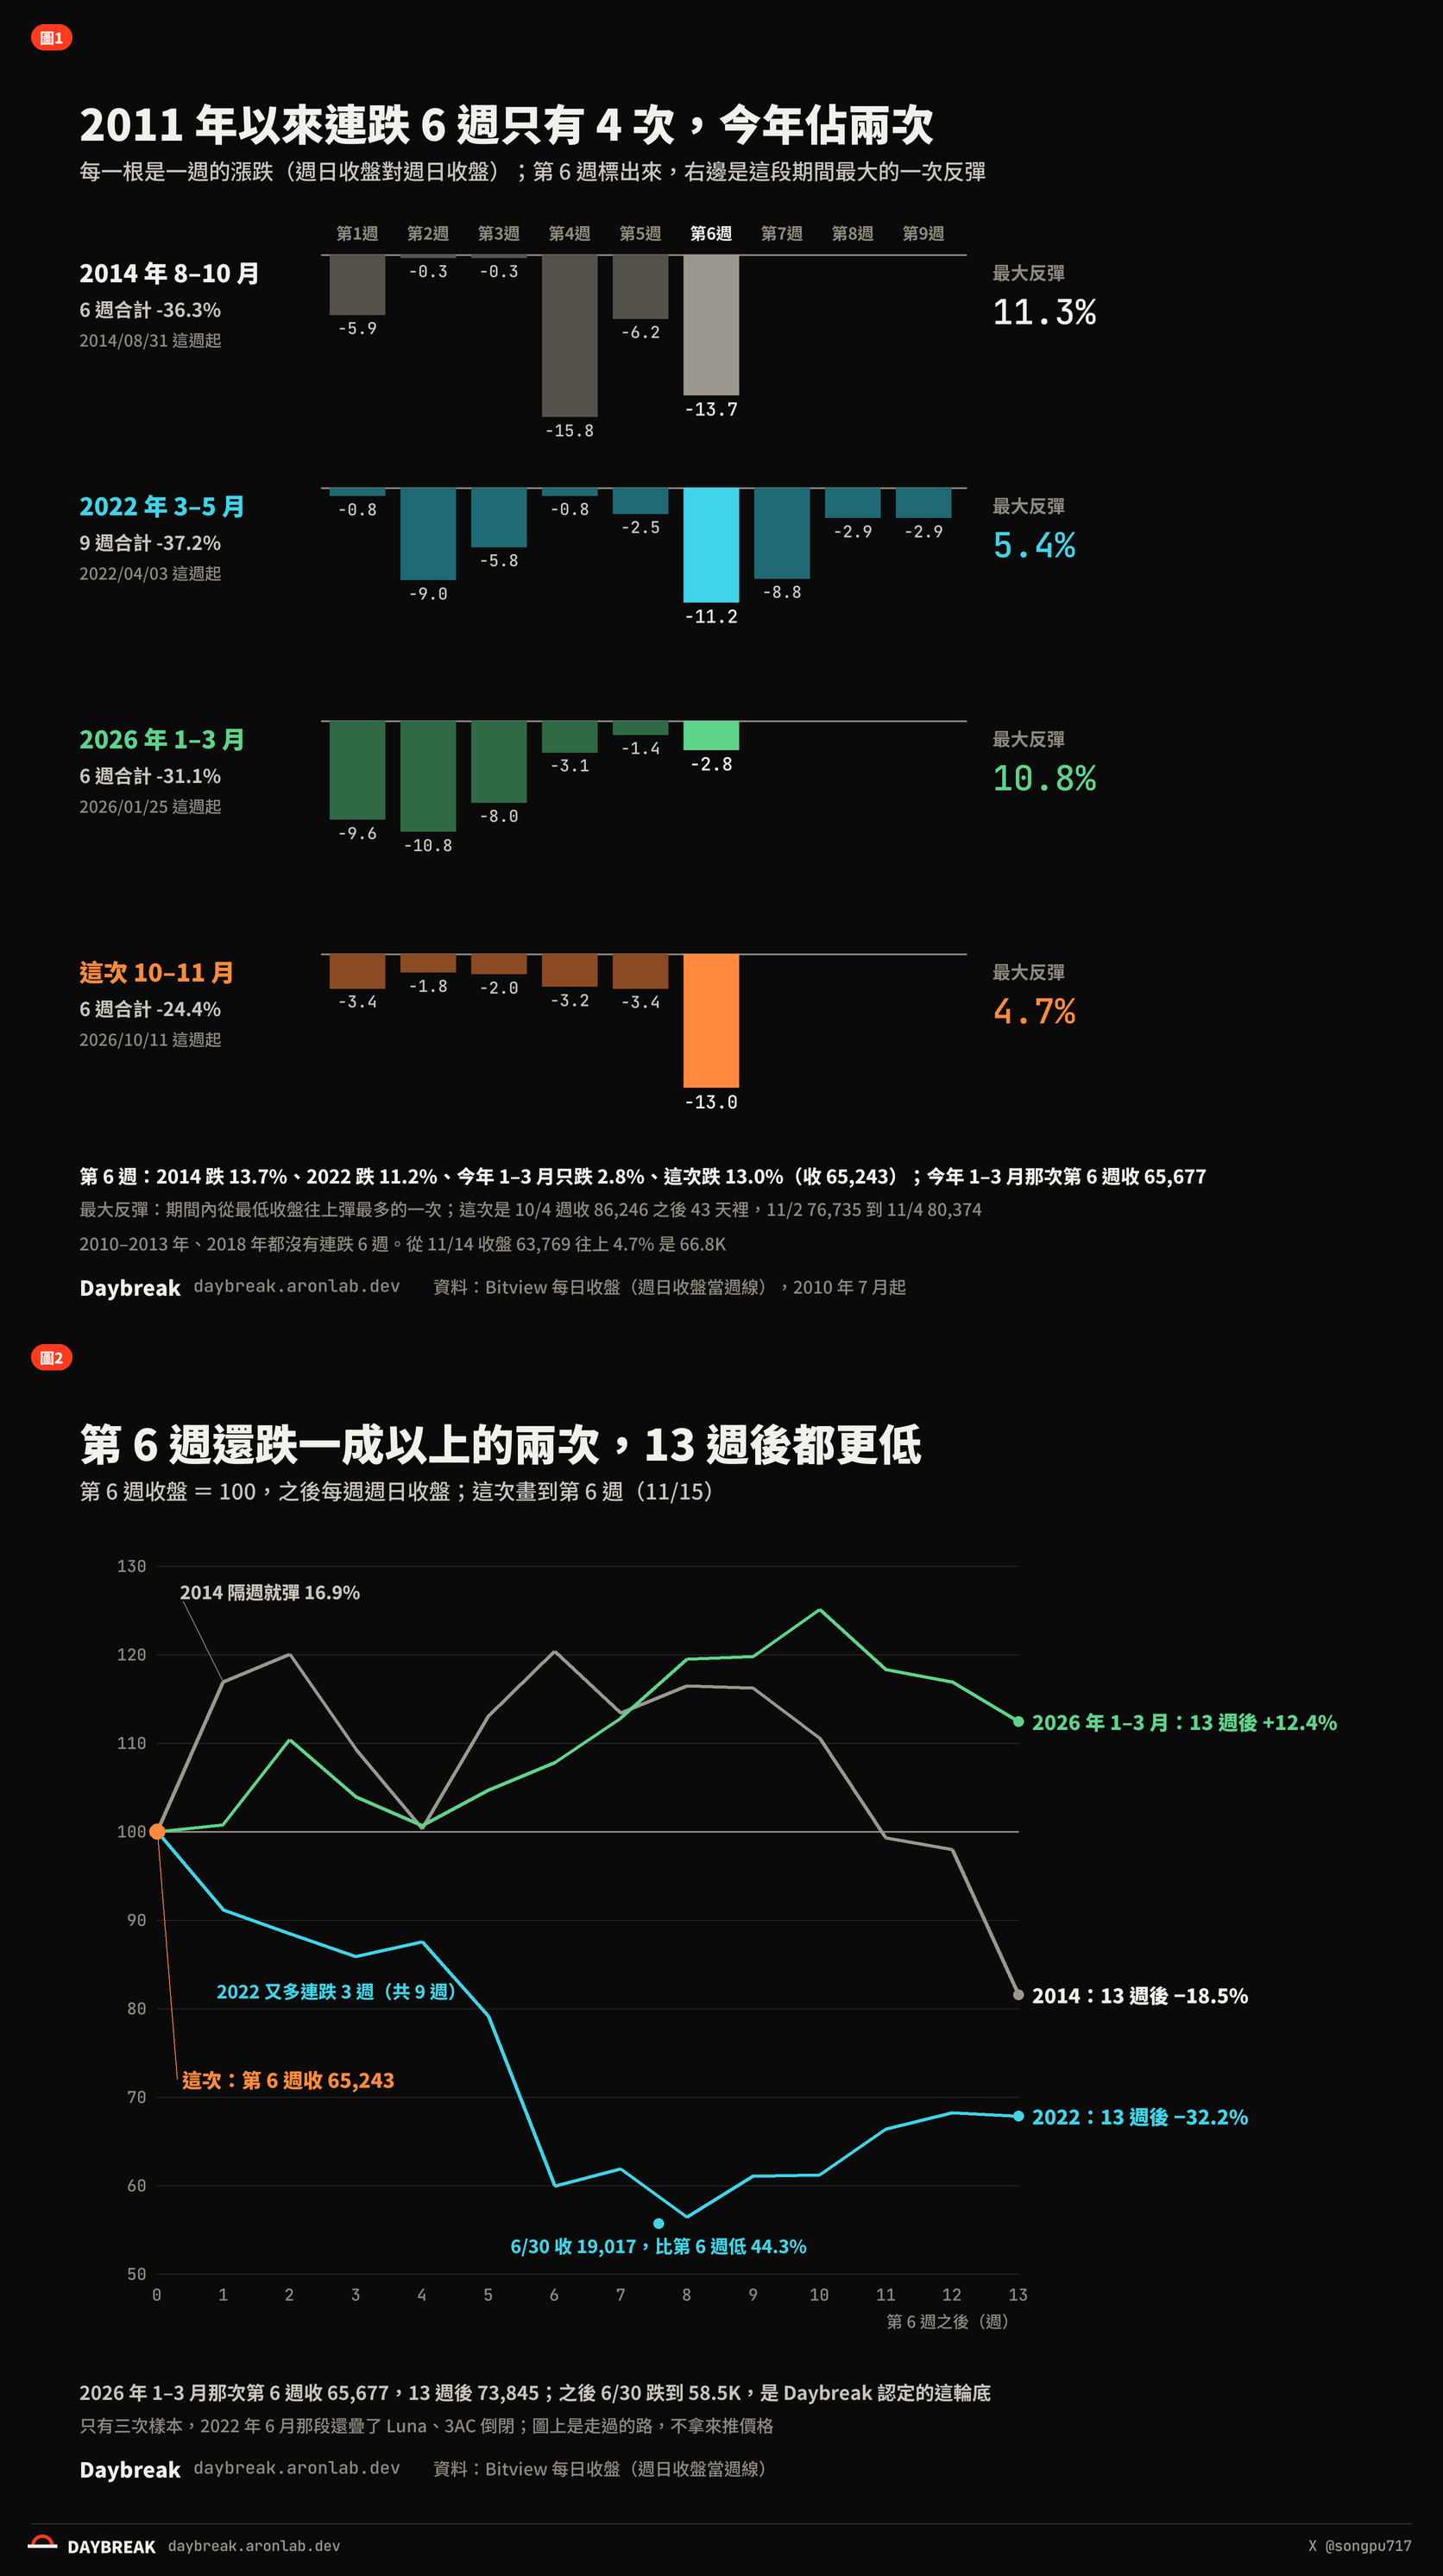 圖1
2011 年以來連跌 6 週只有 4 次，今年佔兩次
每一根是一週的漲跌（週日收盤對週日收盤）；第 6 週標出來，右邊是這段期間最大的一次反彈
第1週 第2週 第3週 第4週 第5週 第6週 第7週 第8週 第9週
2014 年 8–10 月
6 週合計 -36.3%
2014/08/31 這週起
-5.9 -0.3 -0.3 -15.8 -6.2 -13.7
最大反彈
11.3%
2022 年 3–5 月
9 週合計 -37.2%
2022/04/03 這週起
-0.8 -9.0 -5.8 -0.8 -2.5 -11.2 -8.8 -2.9 -2.9
最大反彈
5.4%
2026 年 1–3 月
6 週合計 -31.1%
2026/01/25 這週起
-9.6 -10.8 -8.0 -3.1 -1.4 -2.8
最大反彈
10.8%
這次 10–11 月
6 週合計 -24.4%
2026/10/11 這週起
-3.4 -1.8 -2.0 -3.2 -3.4 -13.0
最大反彈
4.7%
第 6 週：2014 跌 13.7%、2022 跌 11.2%、今年 1–3 月只跌 2.8%、這次跌 13.0%（收 65,243）；今年 1–3 月那次第 6 週收 65,677
最大反彈：期間內從最低收盤往上彈最多的一次；這次是 10/4 週收 86,246 之後 43 天裡，11/2 76,735 到 11/4 80,374
2010–2013 年、2018 年都沒有連跌 6 週。從 11/14 收盤 63,769 往上 4.7% 是 66.8K
Daybreak daybreak.aronlab.dev 資料：Bitview 每日收盤（週日收盤當週線），2010 年 7 月起
圖2
第 6 週還跌一成以上的兩次，13 週後都更低
第 6 週收盤 ＝ 100，之後每週週日收盤；這次畫到第 6 週（11/15）
130
2014 隔週就彈 16.9%
120
110
2026 年 1–3 月：13 週後 +12.4%
100
90
2022 又多連跌 3 週（共 9 週）
80
2014：13 週後 −18.5%
這次：第 6 週收 65,243
70
2022：13 週後 −32.2%
60
6/30 收 19,017，比第 6 週低 44.3%
50
0 1 2 3 4 5 6 7 8 9 10 11 12 13
第 6 週之後（週）
2026 年 1–3 月那次第 6 週收 65,677，13 週後 73,845；之後 6/30 跌到 58.5K，是 Daybreak 認定的這輪底
只有三次樣本，2022 年 6 月那段還疊了 Luna、3AC 倒閉；圖上是走過的路，不拿來推價格
Daybreak daybreak.aronlab.dev 資料：Bitview 每日收盤（週日收盤當週線）
DAYBREAK daybreak.aronlab.dev X @songpu717